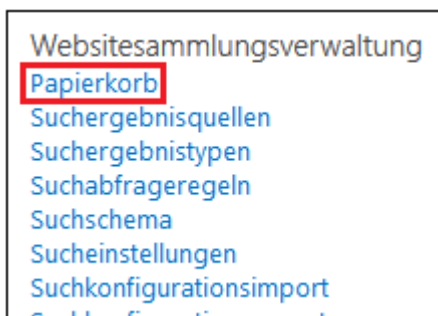 Websitesammlungsverwaltung
Papierkorb
Suchergebnisquellen
Suchergebnistypen
Suchabfrageregeln
Suchschema
Sucheinstellungen
Suchkonfigurationsimport